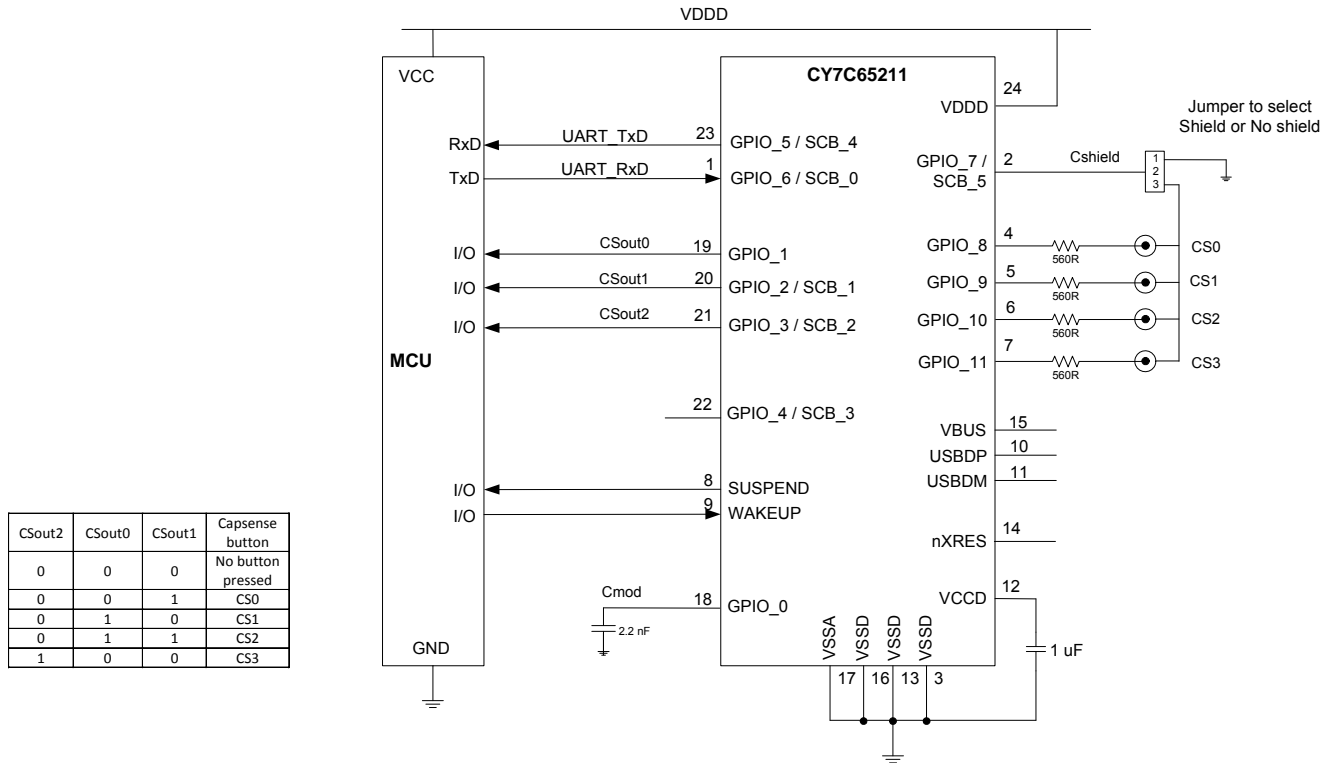 VDDD
CY7C65211
VCC
24
VDDD
Jumper to select
Shield or No shield
RxD
UART_TxD
23
GPIO_5 / SCB_4
TxD
UART_RxD
1
GPIO_6 / SCB_0
GPIO_7 /
SCB_5
2
Cshield
1
2
3
I/O
CSout0
19
GPIO_1
GPIO_8
4
560R
CS0
I/O
CSout1
20
GPIO_2 / SCB_1
GPIO_9
5
560R
CS1
I/O
CSout2
21
GPIO_3 / SCB_2
GPIO_10
6
560R
CS2
MCU
GPIO_11
7
560R
CS3
22
GPIO_4 / SCB_3
VBUS
15
USBDP
10
USBDM
11
I/O
8
SUSPEND
I/O
9
WAKEUP
nXRES
14
Cmod
2.2 nF
18
GPIO_0
VCCD
12
1 uF
GND
VSSA
VSSD
VSSD
VSSD
17
16
13
3
CSout2 CSout0 CSout1 Capsense
button
0 0 0 No button
pressed
0 0 1 CS0
0 1 0 CS1
0 1 1 CS2
1 0 0 CS3